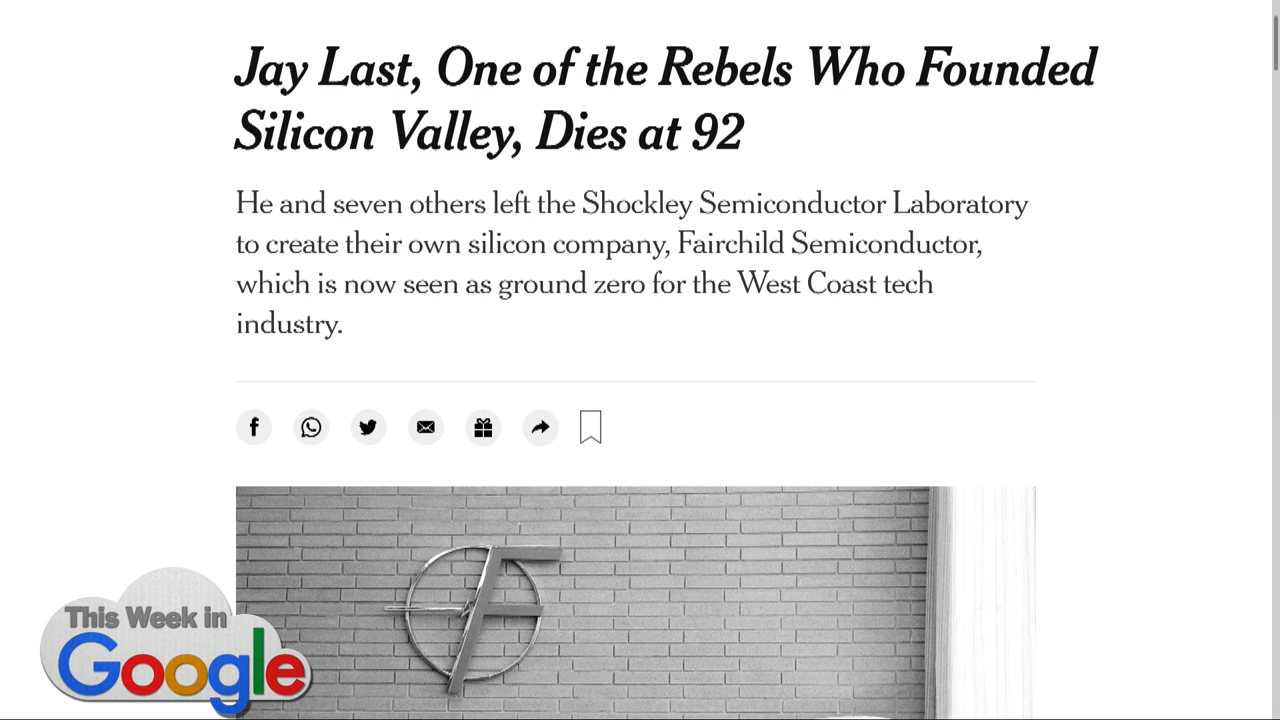 Jay Last, One of the Rebels Who Founded
Silicon Valley, Dies at 92
He and seven others left the Shockley Semiconductor Laboratory
to create their own silicon company, Fairchild Semiconductor,
which is now seen as ground zero for the West Coast tech
industry.
F
This Week in
Google